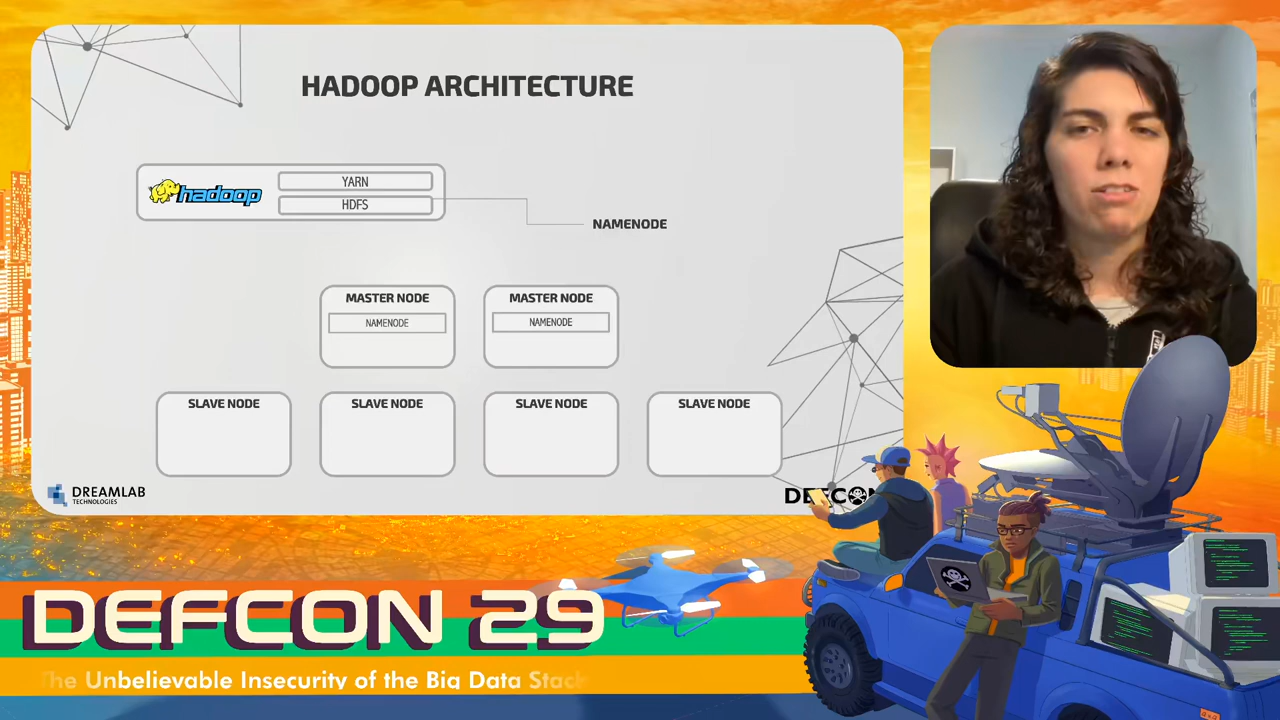 HADOOP ARCHITECTURE
hadoop
YARN
HDFS
NAMENODE
MASTER NODE
NAMENODE
MASTER NODE
NAMENODE
SLAVE NODE
SLAVE NODE
SLAVE NODE
SLAVE NODE
DREAMLAB
TECHNOLOGIES
DEFCON
DEFCON 29
The Unbelievable Insecurity of the Big Data Stack